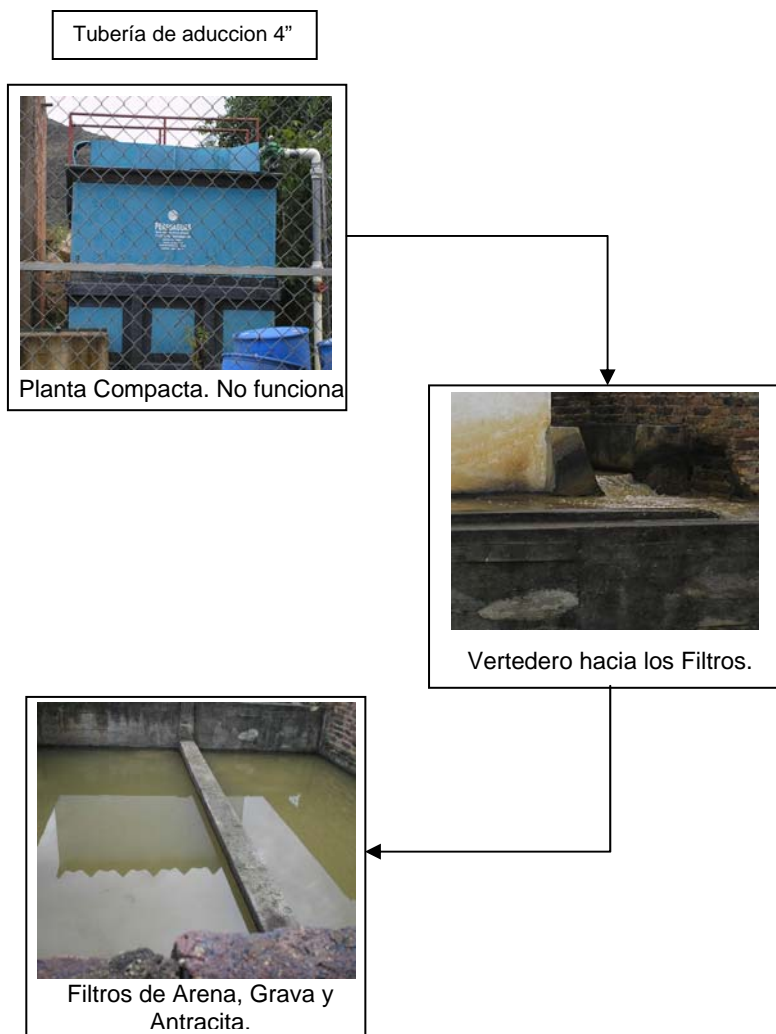 Tubería de aduccion 4”
Planta Compacta. No funciona
Vertedero hacia los Filtros.
Filtros de Arena, Grava y
Antracita.